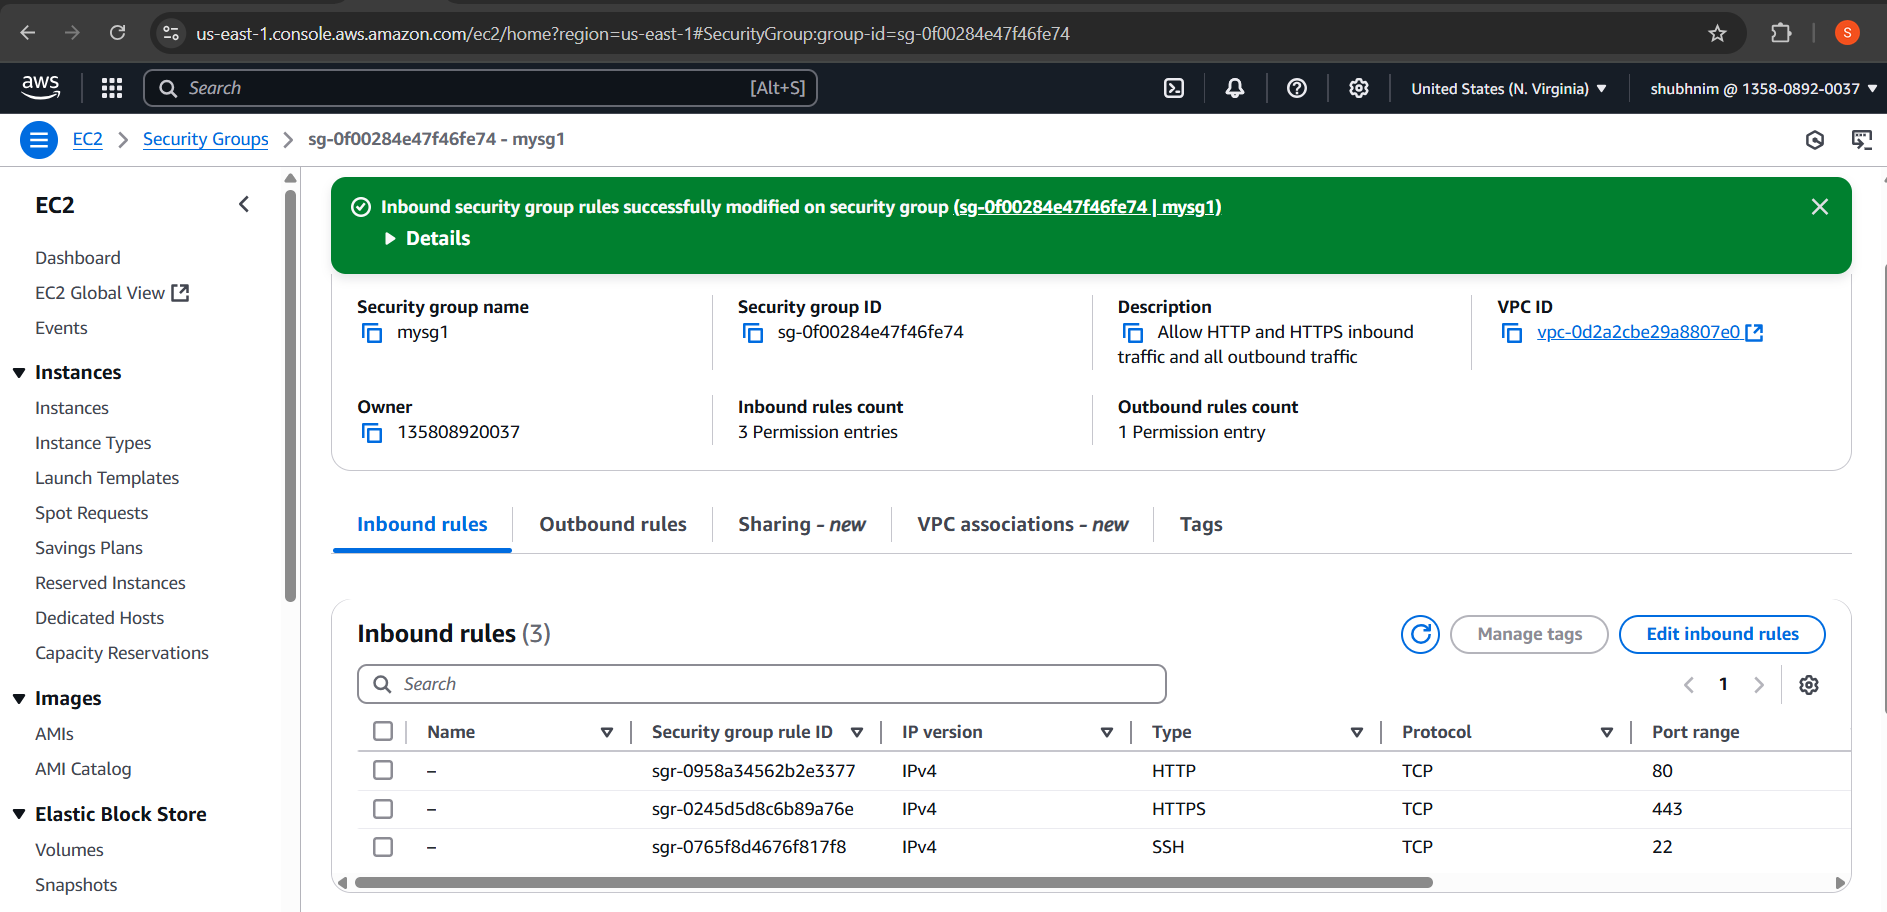 us-east-1.console.aws.amazon.com/ec2/home?region=us-east-1#SecurityGroup:group-id=sg-0f00284e47f46fe74
S
aws
Search
[Alt+S]
United States (N. Virginia)
shubhnim @ 1358-0892-0037
EC2
Security Groups
sg-0f00284e47f46fe74 - mysg1
EC2
Dashboard
EC2 Global View
Events
Instances
Instances
Instance Types
Launch Templates
Spot Requests
Savings Plans
Reserved Instances
Dedicated Hosts
Capacity Reservations
Images
AMIs
AMI Catalog
Elastic Block Store
Volumes
Snapshots
Inbound security group rules successfully modified on security group (sg-0f00284e47f46fe74 | mysg1)
Details
Security group name
mysg1
Security group ID
sg-0f00284e47f46fe74
Description
Allow HTTP and HTTPS inbound
traffic and all outbound traffic
VPC ID
vpc-0d2a2cbe29a8807e0
Owner
135808920037
Inbound rules count
3 Permission entries
Outbound rules count
1 Permission entry
Inbound rules
Outbound rules
Sharing - new
VPC associations - new
Tags
Inbound rules (3)
Manage tags
Edit inbound rules
Search
1
Name Security group rule ID IP version Type Protocol Port range
– sgr-0958a34562b2e3377 IPv4 HTTP TCP 80
– sgr-0245d5d8c6b89a76e IPv4 HTTPS TCP 443
– sgr-0765f8d4676f817f8 IPv4 SSH TCP 22